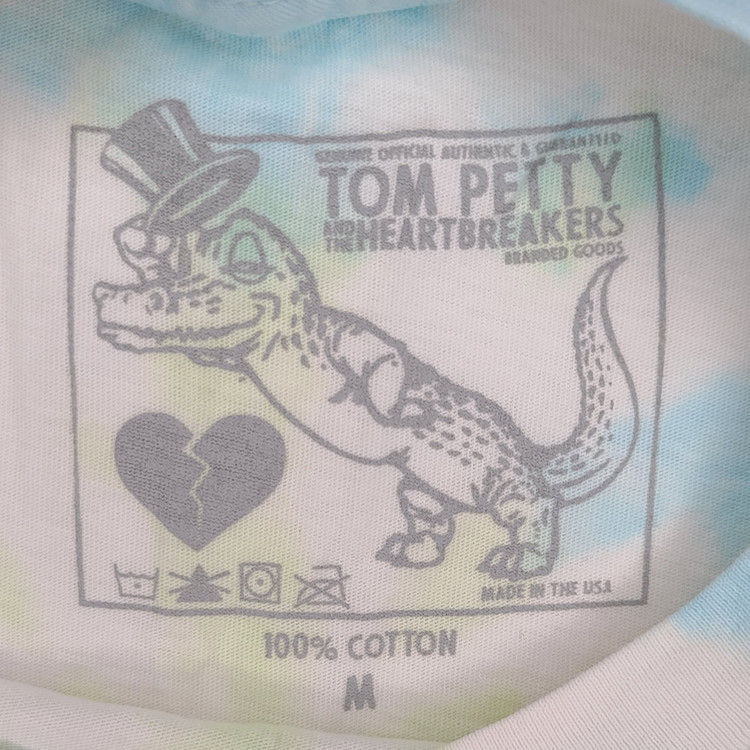 GENUINE OFFICIAL AUTHENTIC & GUARANTEED
TOM PETTY
AND THE HEARTBREAKERS
BRANDED GOODS
MADE IN THE USA
100% COTTON
M